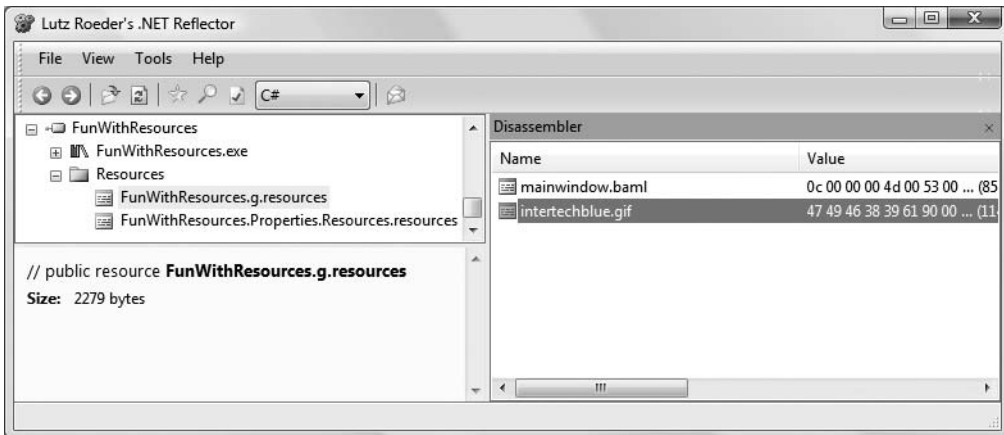 Lutz Roeder's .NET Reflector
File View Tools Help
C#
FunWithResources
FunWithResources.exe
Resources
FunWithResources.g.resources
FunWithResources.Properties.Resources.resources
// public resource FunWithResources.g.resources
Size: 2279 bytes
Disassembler
Name Value
mainwindow.baml 0c 00 00 00 4d 00 53 00 ... (85
intertechblue.gif 47 49 46 38 39 61 90 00 ... (11